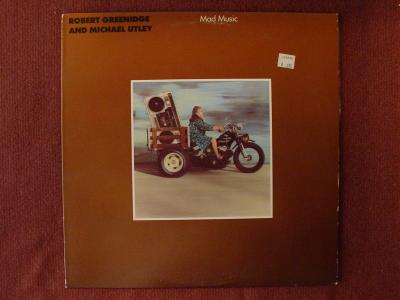 ROBERT GREENIDGE
AND MICHAEL UTLEY
Mad Music